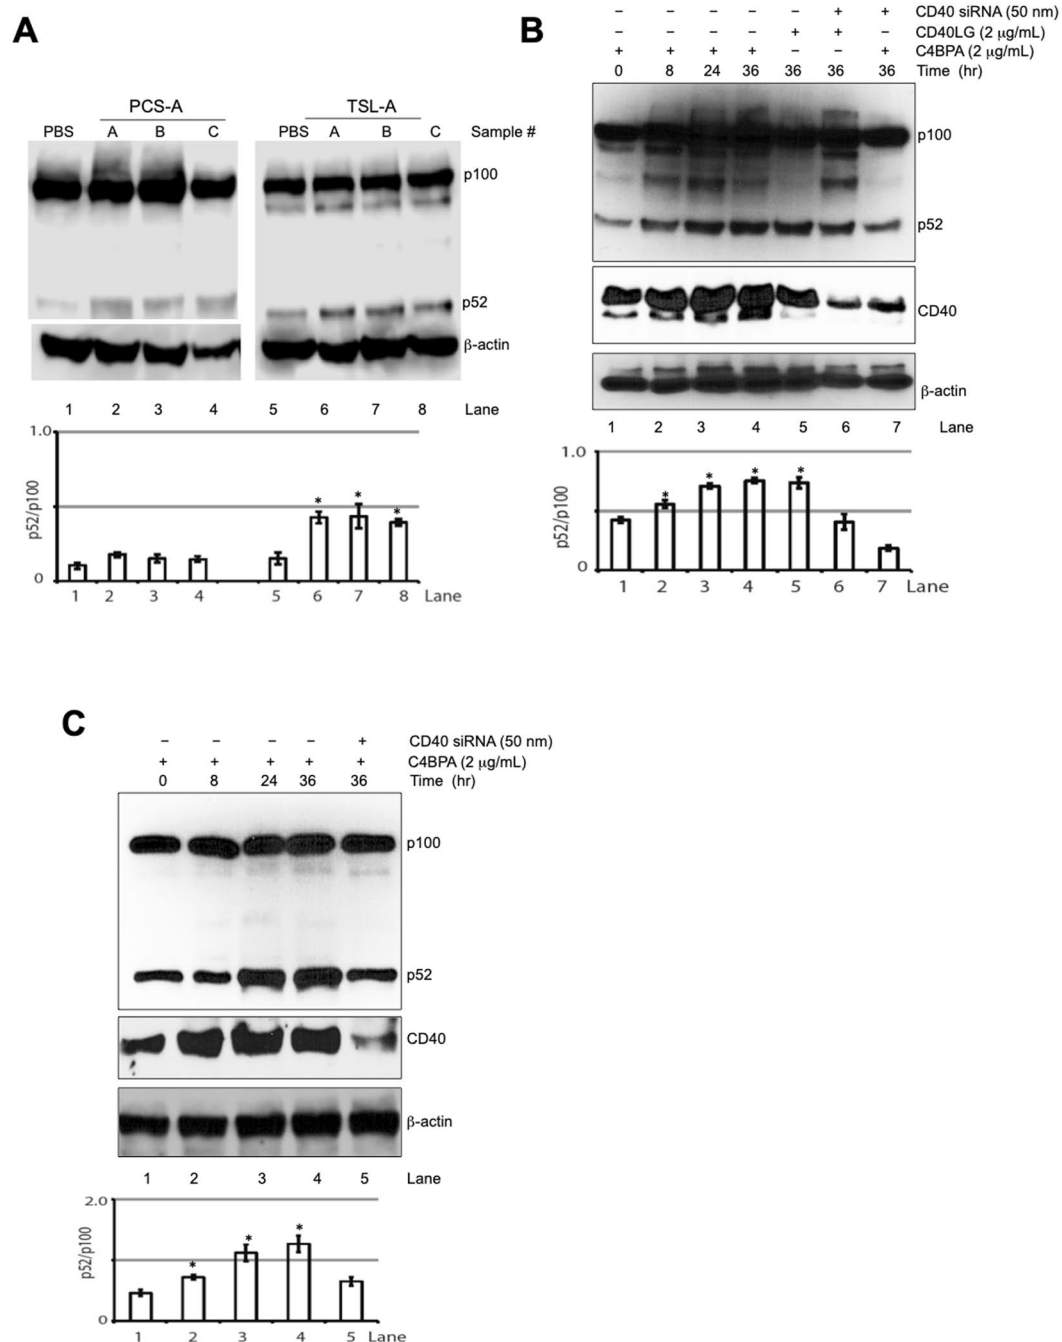 A
PCS-A TSL-A
PBS A B C PBS A B C Sample #
p100
p52
β-actin
1 2 3 4 5 6 7 8 Lane
1.0
p52/p100
* * *
0
1 2 3 4 5 6 7 8 Lane
B
– – – – – + + CD40 siRNA (50 nm)
– – – – + + – CD40LG (2 μg/mL)
+ + + + – – + C4BPA (2 μg/mL)
0 8 24 36 36 36 36 Time (hr)
p100
p52
CD40
β-actin
1 2 3 4 5 6 7 Lane
1.0
p52/p100
* * * *
0
1 2 3 4 5 6 7 Lane
C
– – – – + CD40 siRNA (50 nm)
+ + + + + C4BPA (2 μg/mL)
0 8 24 36 36 Time (hr)
p100
p52
CD40
β-actin
1 2 3 4 5 Lane
2.0
p52/p100
* * *
0
1 2 3 4 5 Lane